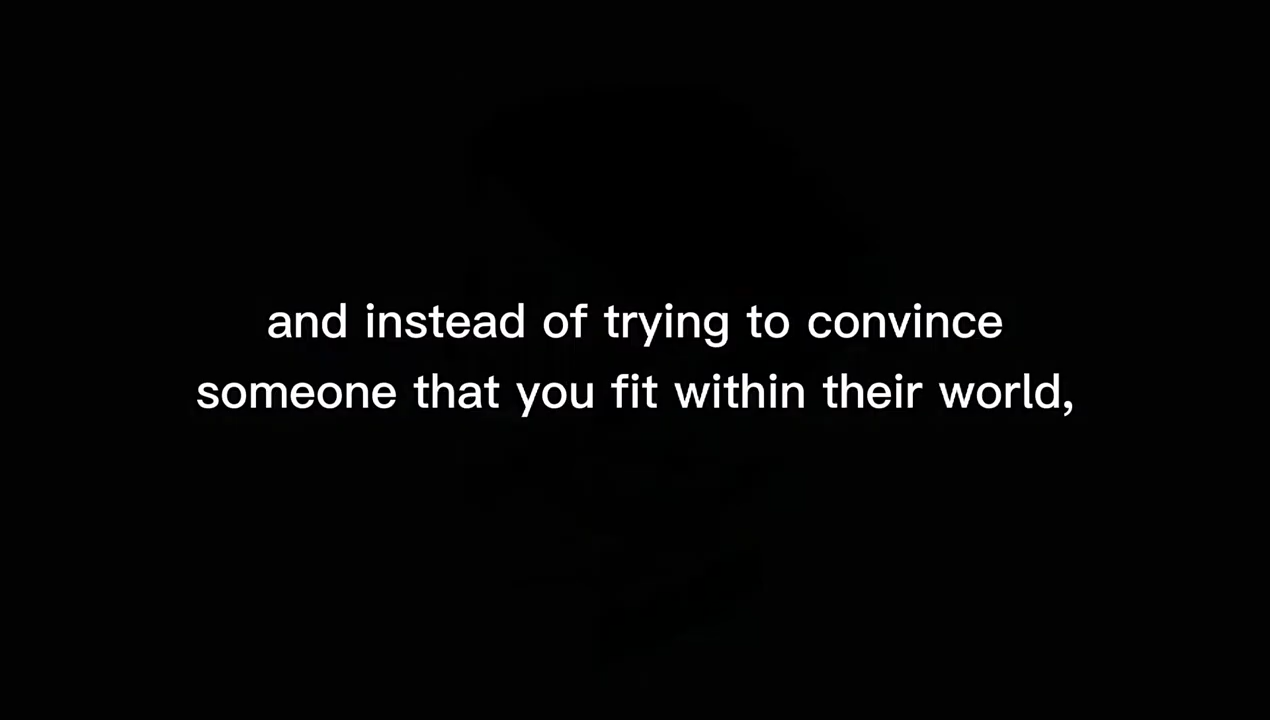 and instead of trying to convince
someone that you fit within their world,